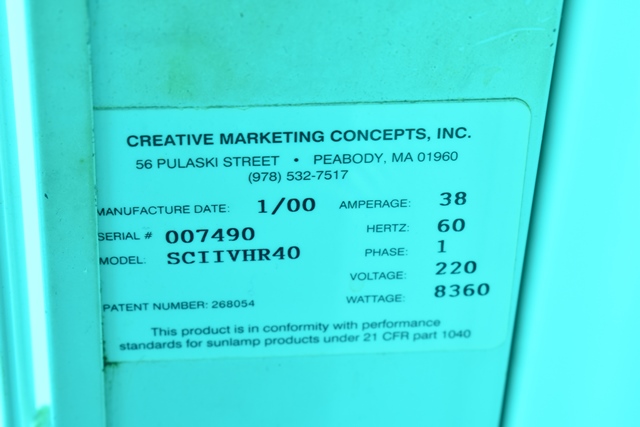 CREATIVE MARKETING CONCEPTS, INC.
56 PULASKI STREET • PEABODY, MA 01960
(978) 532-7517
MANUFACTURE DATE: 1/00 AMPERAGE: 38
SERIAL # 007490 HERTZ: 60
MODEL: SCIIVHR40 PHASE: 1
VOLTAGE: 220
PATENT NUMBER: 268054 WATTAGE: 8360
This product is in conformity with performance
standards for sunlamp products under 21 CFR part 1040